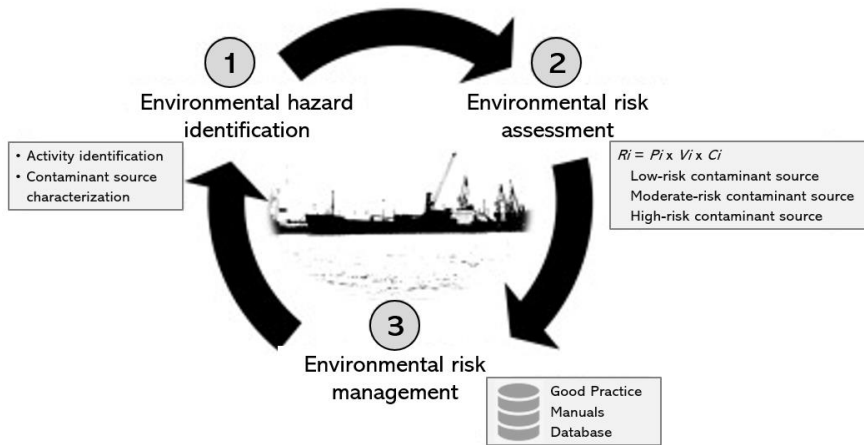 1
Environmental hazard
identification
• Activity identification
• Contaminant source
characterization
2
Environmental risk
assessment
Ri = Pi x Vi x Ci
Low-risk contaminant source
Moderate-risk contaminant source
High-risk contaminant source
3
Environmental risk
management
Good Practice
Manuals
Database